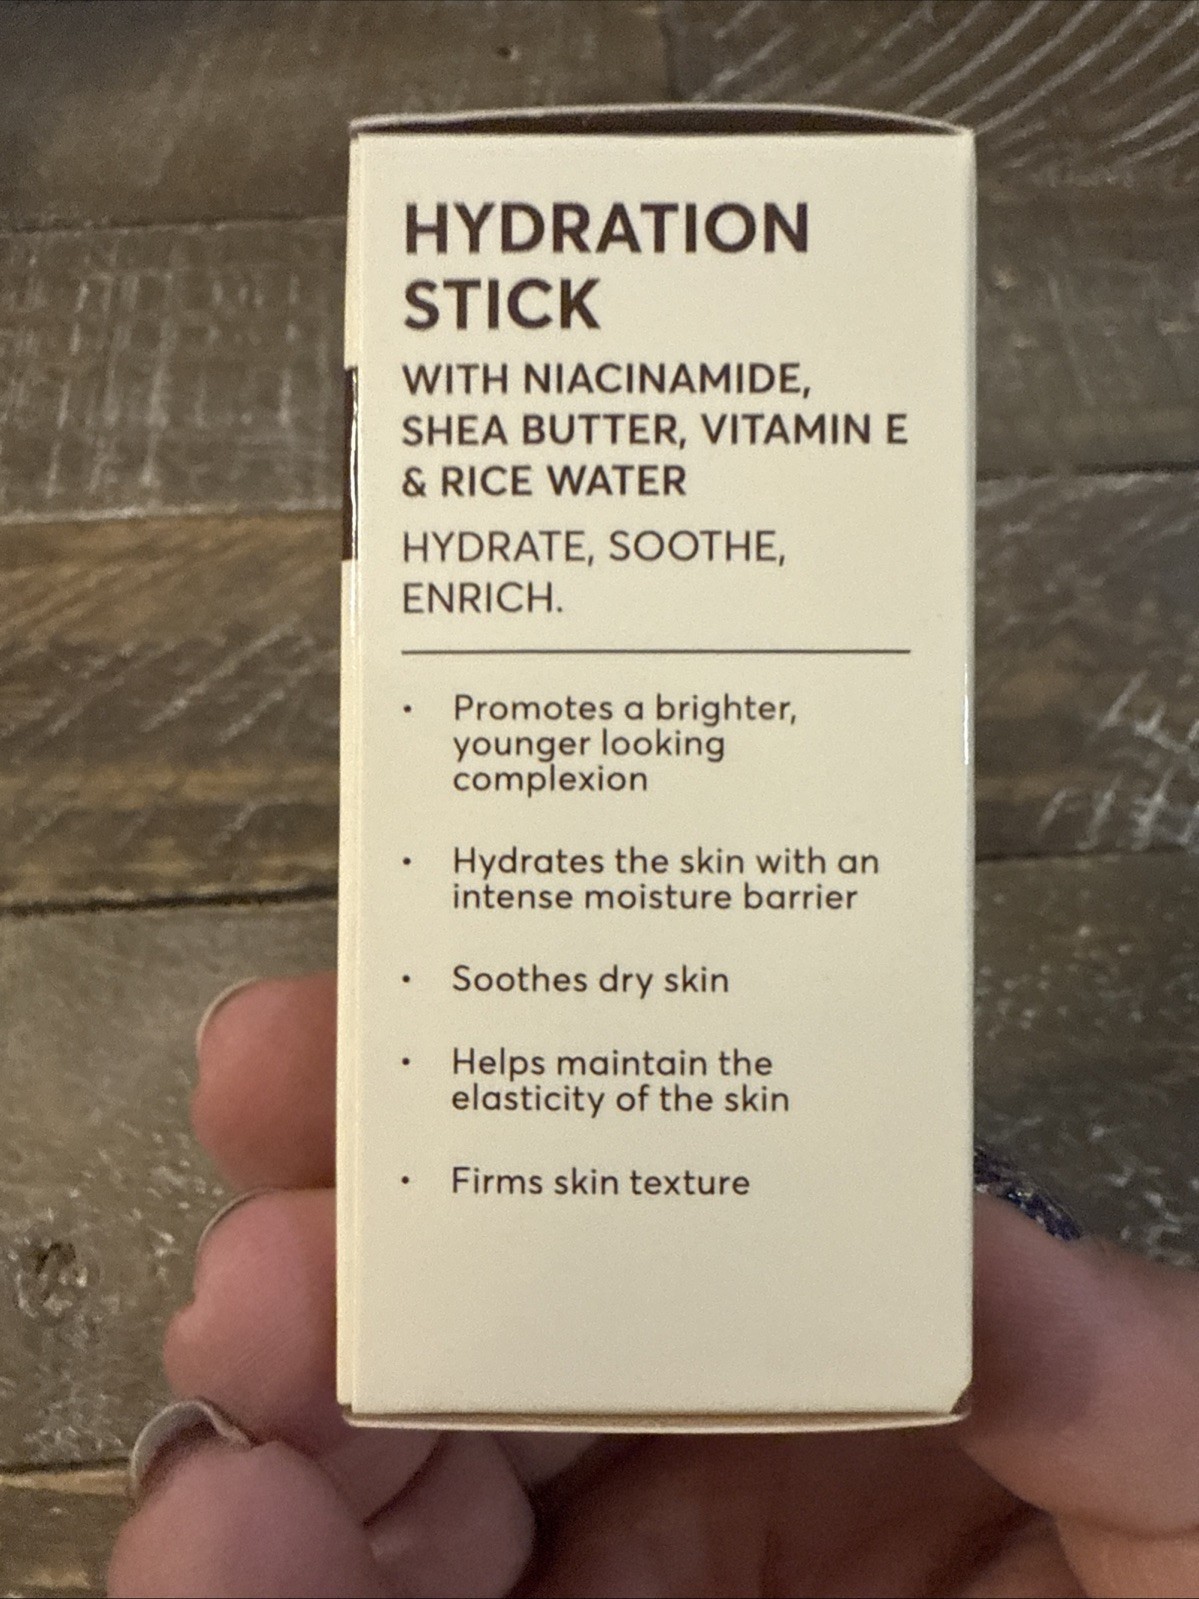 HYDRATION
STICK
WITH NIACINAMIDE,
SHEA BUTTER, VITAMIN E
& RICE WATER
HYDRATE, SOOTHE,
ENRICH.
• Promotes a brighter,
younger looking
complexion
• Hydrates the skin with an
intense moisture barrier
• Soothes dry skin
• Helps maintain the
elasticity of the skin
• Firms skin texture